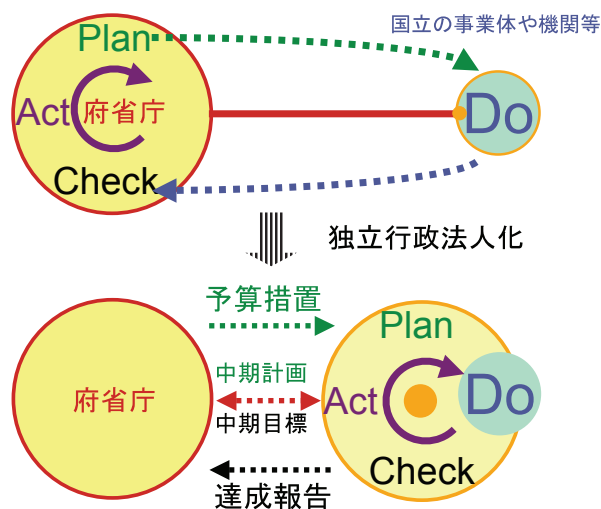 国立の事業体や機関等
Plan
Act
府省庁
Do
Check
独立行政法人化
予算措置
Plan
中期計画
府省庁
Act
Do
中期目標
Check
達成報告